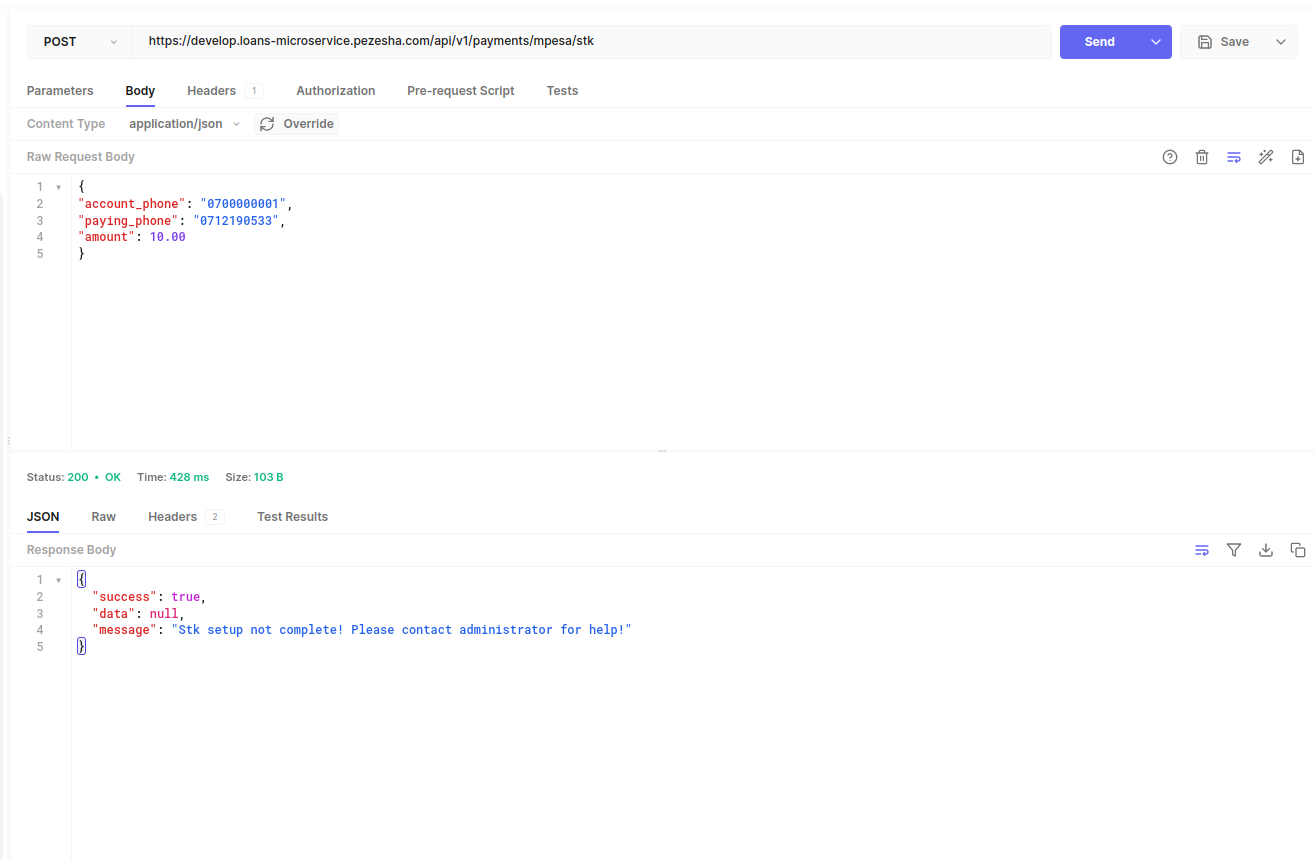 POST https://develop.loans-microservice.pezesha.com/api/v1/payments/mpesa/stk Send Save
Parameters Body Headers 1 Authorization Pre-request Script Tests
Content Type application/json Override
Raw Request Body
1 {
2 "account_phone": "0700000001",
3 "paying_phone": "0712190533",
4 "amount": 10.00
5 }
Status: 200 • OK Time: 428 ms Size: 103 B
JSON Raw Headers 2 Test Results
Response Body
1 {
2 "success": true,
3 "data": null,
4 "message": "Stk setup not complete! Please contact administrator for help!"
5 }